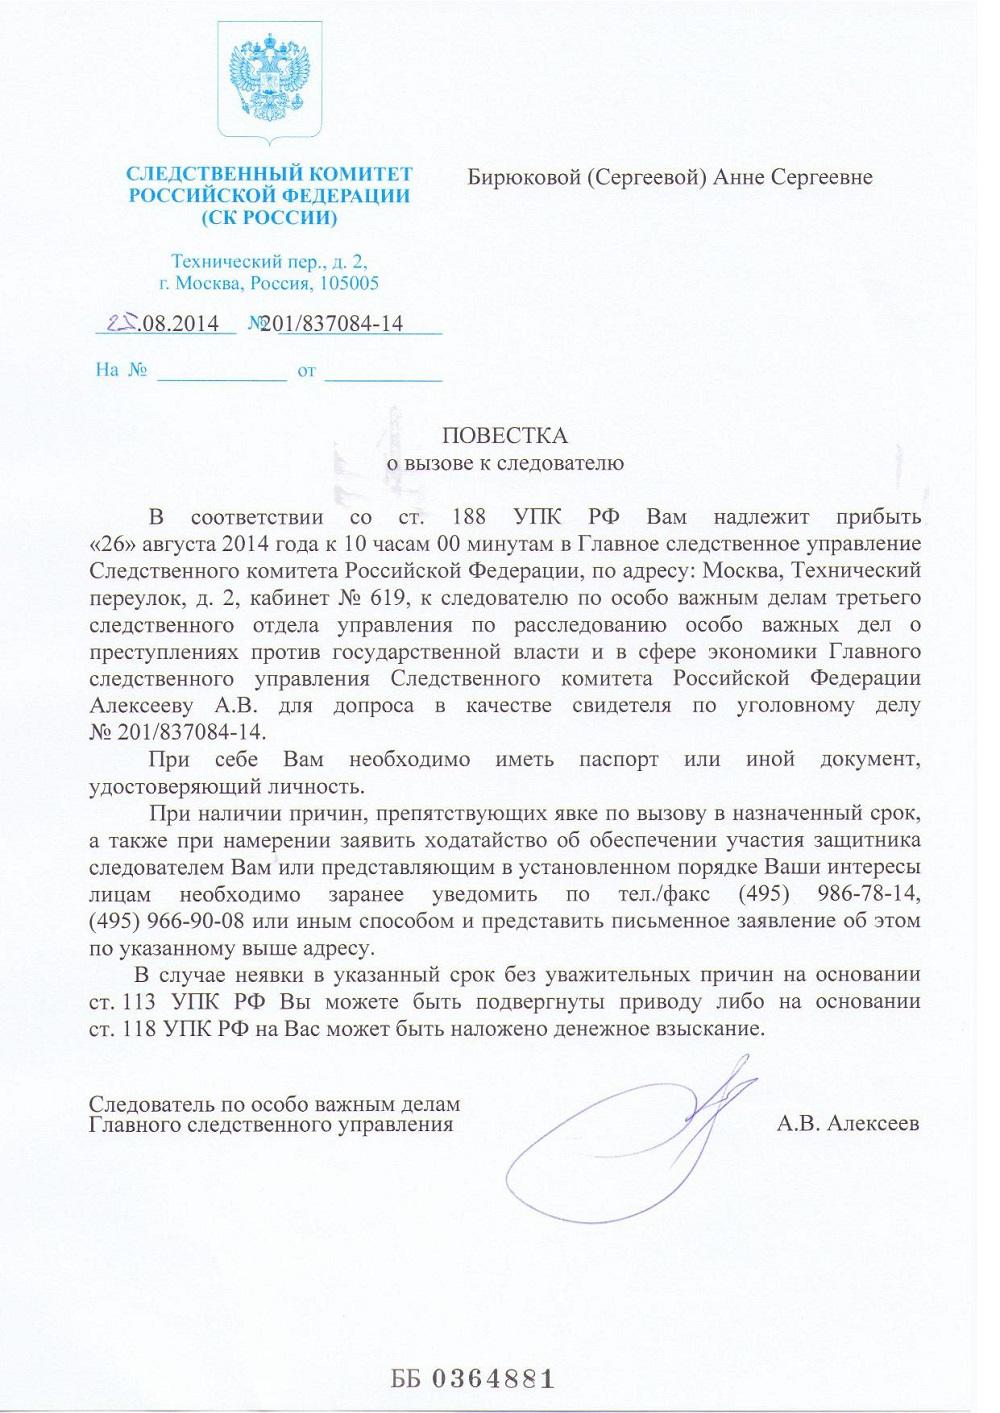 СЛЕДСТВЕННЫЙ КОМИТЕТ
РОССИЙСКОЙ ФЕДЕРАЦИИ
(СК РОССИИ)
Технический пер., д. 2,
г. Москва, Россия, 105005
25.08.2014 №201/837084-14
На № ____________ от ____________
Бирюковой (Сергеевой) Анне Сергеевне
ПОВЕСТКА
о вызове к следователю
В соответствии со ст. 188 УПК РФ Вам надлежит прибыть
«26» августа 2014 года к 10 часам 00 минутам в Главное следственное управление
Следственного комитета Российской Федерации, по адресу: Москва, Технический
переулок, д. 2, кабинет № 619, к следователю по особо важным делам третьего
следственного отдела управления по расследованию особо важных дел о
преступлениях против государственной власти и в сфере экономики Главного
следственного управления Следственного комитета Российской Федерации
Алексееву А.В. для допроса в качестве свидетеля по уголовному делу
№ 201/837084-14.
При себе Вам необходимо иметь паспорт или иной документ,
удостоверяющий личность.
При наличии причин, препятствующих явке по вызову в назначенный срок,
а также при намерении заявить ходатайство об обеспечении участия защитника
следователем Вам или представляющим в установленном порядке Ваши интересы
лицам необходимо заранее уведомить по тел./факс (495) 986-78-14,
(495) 966-90-08 или иным способом и представить письменное заявление об этом
по указанному выше адресу.
В случае неявки в указанный срок без уважительных причин на основании
ст. 113 УПК РФ Вы можете быть подвергнуты приводу либо на основании
ст. 118 УПК РФ на Вас может быть наложено денежное взыскание.
Следователь по особо важным делам
Главного следственного управления
А.В. Алексеев
ББ 0364881